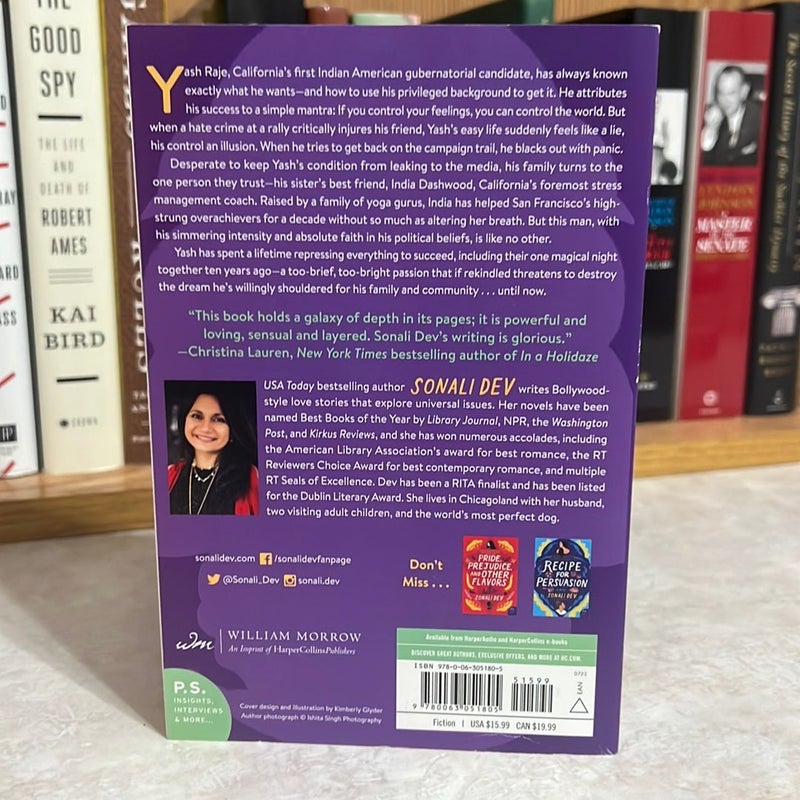 THE
GOOD
SPY
THE LIFE
AND
DEATH OF
ROBERT
AMES
KAI
BIRD
CROWN
Yash Raje, California's first Indian American gubernatorial candidate, has always known
exactly what he wants—and how to use his privileged background to get it. He attributes
his success to a simple mantra: If you control your feelings, you can control the world. But
when a hate crime at a rally critically injures his friend, Yash's easy life suddenly feels like a lie,
his control an illusion. When he tries to get back on the campaign trail, he blacks out with panic.
Desperate to keep Yash's condition from leaking to the media, his family turns to the
one person they trust—his sister's best friend, India Dashwood, California's foremost stress
management coach. Raised by a family of yoga gurus, India has helped San Francisco's high-
strung overachievers for a decade without so much as altering her breath. But this man, with
his simmering intensity and absolute faith in his political beliefs, is like no other.
Yash has spent a lifetime repressing everything to succeed, including their one magical night
together ten years ago—a too-brief, too-bright passion that if rekindled threatens to destroy
the dream he's willingly shouldered for his family and community . . . until now.
"This book holds a galaxy of depth in its pages; it is powerful and
loving, sensual and layered. Sonali Dev's writing is glorious."
—Christina Lauren, New York Times bestselling author of In a Holidaze
USA Today bestselling author SONALI DEV writes Bollywood-
style love stories that explore universal issues. Her novels have been
named Best Books of the Year by Library Journal, NPR, the Washington
Post, and Kirkus Reviews, and she has won numerous accolades, including
the American Library Association's award for best romance, the RT
Reviewers Choice Award for best contemporary romance, and multiple
RT Seals of Excellence. Dev has been a RITA finalist and has been listed
for the Dublin Literary Award. She lives in Chicagoland with her husband,
two visiting adult children, and the world's most perfect dog.
sonalidev.com /sonalidevfanpage
@Sonali_Dev sonali.dev
Don't
Miss . . .
PRIDE,
PREJUDICE,
AND OTHER
FLAVORS
SONALI DEV
RECIPE
FOR
PERSUASION
SONALI DEV
wm WILLIAM MORROW
An Imprint of HarperCollinsPublishers
P.S.
INSIGHTS,
INTERVIEWS
& MORE...
Cover design and illustration by Kimberly Glyder
Author photograph © Ishita Singh Photography
Available from HarperAudio and HarperCollins e-books
DISCOVER GREAT AUTHORS, EXCLUSIVE OFFERS, AND MORE AT HC.COM.
ISBN 978-0-06-305180-5
51599
0721
EAN
9 780063 051805
Fiction | USA $15.99 CAN $19.99
LYNDON
JOHNSON
MASTER
OF THE
SENATE